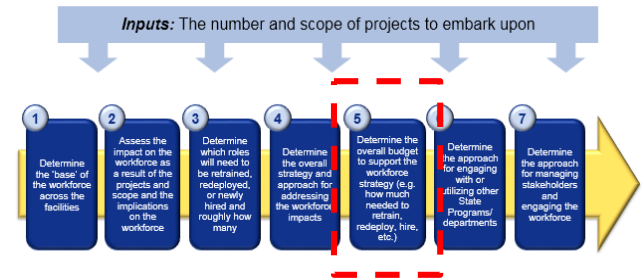 Inputs: The number and scope of projects to embark upon
1
Determine
the 'base' of
the workforce
across the
facilities
2
Assess the
impact on the
workforce as
a result of the
projects and
scope and the
implications
on the
workforce
3
Determine
which roles
will need to
be retrained,
redeployed,
or newly
hired and
roughly how
many
4
Determine
the overall
strategy and
approach for
addressing
the workforce
impacts
5
Determine the
overall budget
to support the
workforce
strategy (e.g.
how much
needed to
retrain,
redeploy, hire,
etc.)
Determine
the approach
for engaging
with or
utilizing other
State
Programs/
departments
7
Determine
the approach
for managing
stakeholders
and
engaging the
workforce